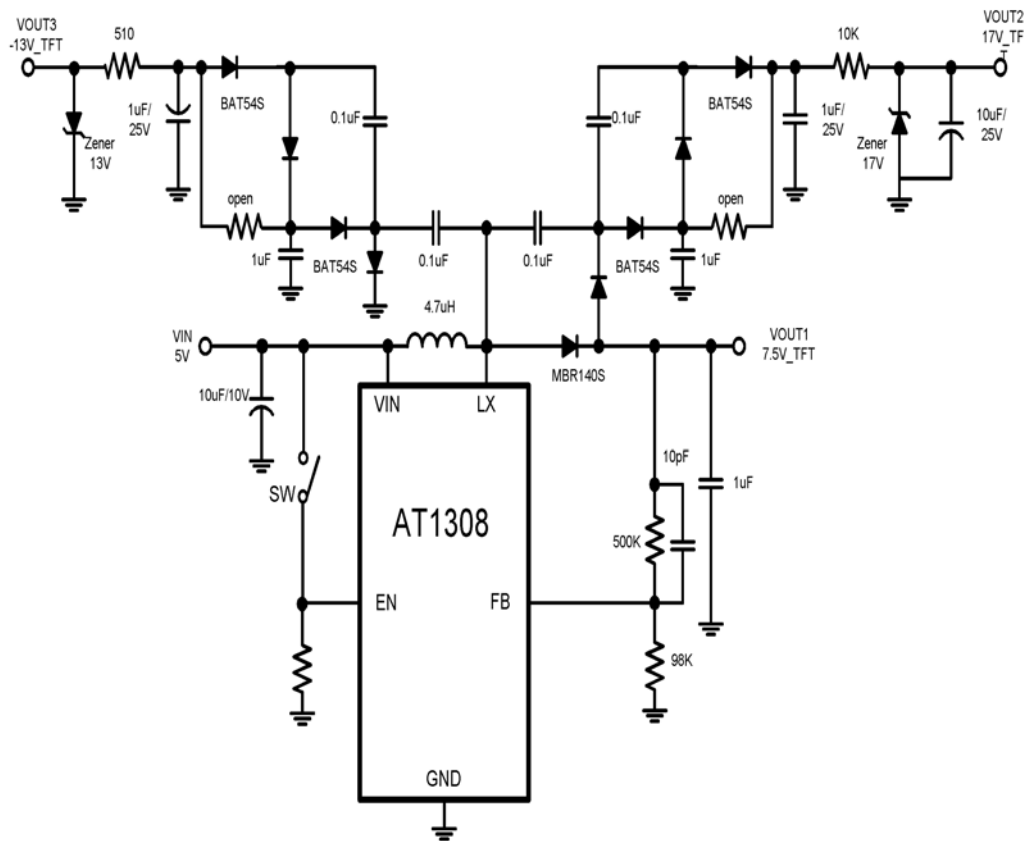 VOUT3
-13V_TFT
510
10K
VOUT2
17V_TF
T
BAT54S
BAT54S
1uF/
25V
0.1uF
0.1uF
1uF/
25V
10uF/
25V
Zener
13V
Zener
17V
open
open
1uF
BAT54S
0.1uF
0.1uF
BAT54S
1uF
4.7uH
VIN
5V
VOUT1
7.5V_TFT
MBR140S
10uF/10V
VIN
LX
SW
10pF
1uF
AT1308
500K
EN
FB
98K
GND